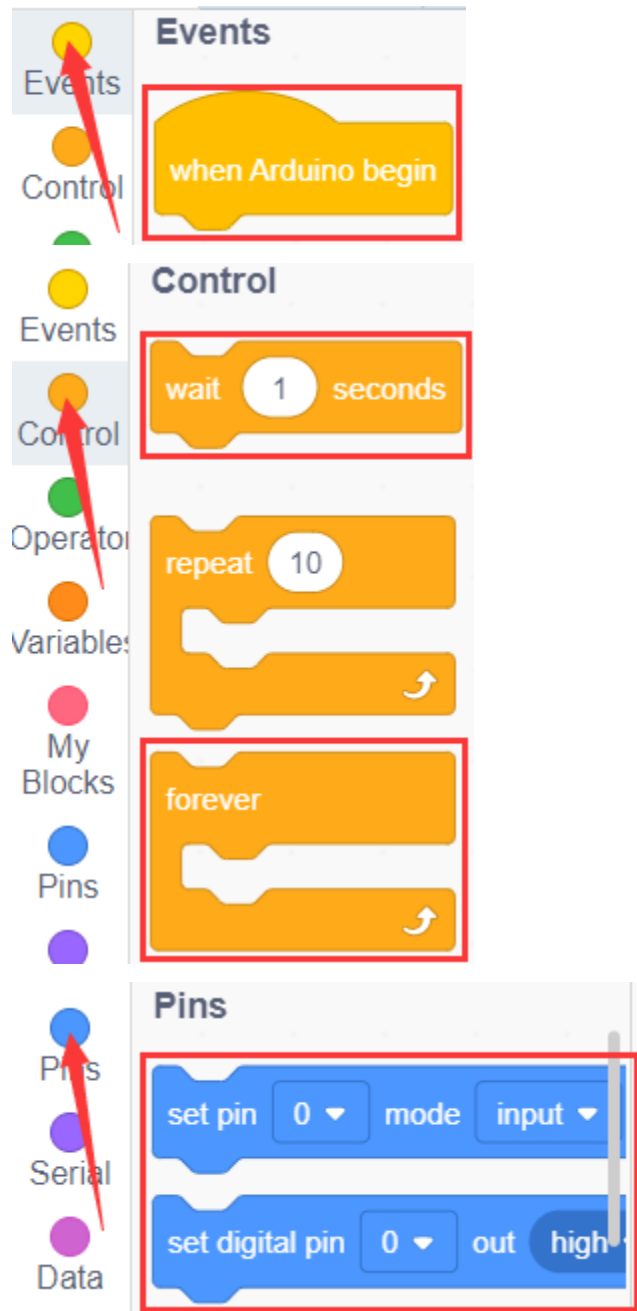 Events
Events
when Arduino begin
Control
Control
Events
wait 1 seconds
Control
Operator
repeat 10
Variables
My
Blocks
forever
Pins
Pins
Pins
set pin 0 mode input
Serial
set digital pin 0 out high
Data